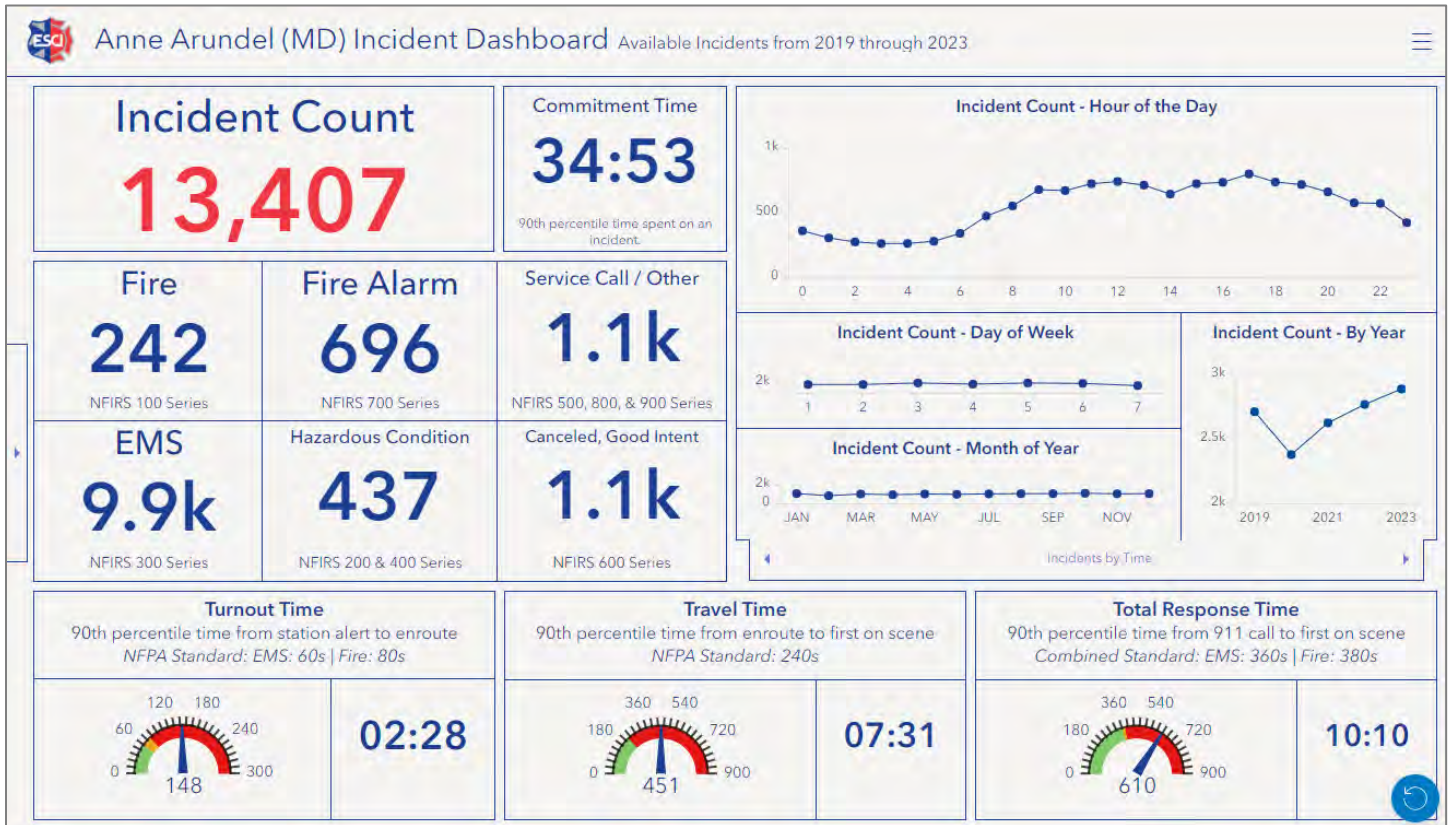 ESCI
Anne Arundel (MD) Incident Dashboard Available Incidents from 2019 through 2023
Incident Count
13,407
Commitment Time
34:53
90th percentile time spent on an
incident.
Fire
242
NFIRS 100 Series
Fire Alarm
696
NFIRS 700 Series
Service Call / Other
1.1k
NFIRS 500, 800, & 900 Series
EMS
9.9k
NFIRS 300 Series
Hazardous Condition
437
NFIRS 200 & 400 Series
Canceled, Good Intent
1.1k
NFIRS 600 Series
Incident Count - Hour of the Day
1k
500
0
0 2 4 6 8 10 12 14 16 18 20 22
Incident Count - Day of Week
2k
1 2 3 4 5 6 7
Incident Count - Month of Year
2k
0
JAN MAR MAY JUL SEP NOV
Incident Count - By Year
3k
2.5k
2k
2019 2021 2023
Incidents by Time
Turnout Time
90th percentile time from station alert to enroute
NFPA Standard: EMS: 60s | Fire: 80s
0 60 120 180 240 300
148
02:28
Travel Time
90th percentile time from enroute to first on scene
NFPA Standard: 240s
0 180 360 540 720 900
451
07:31
Total Response Time
90th percentile time from 911 call to first on scene
Combined Standard: EMS: 360s | Fire: 380s
0 180 360 540 720 900
610
10:10